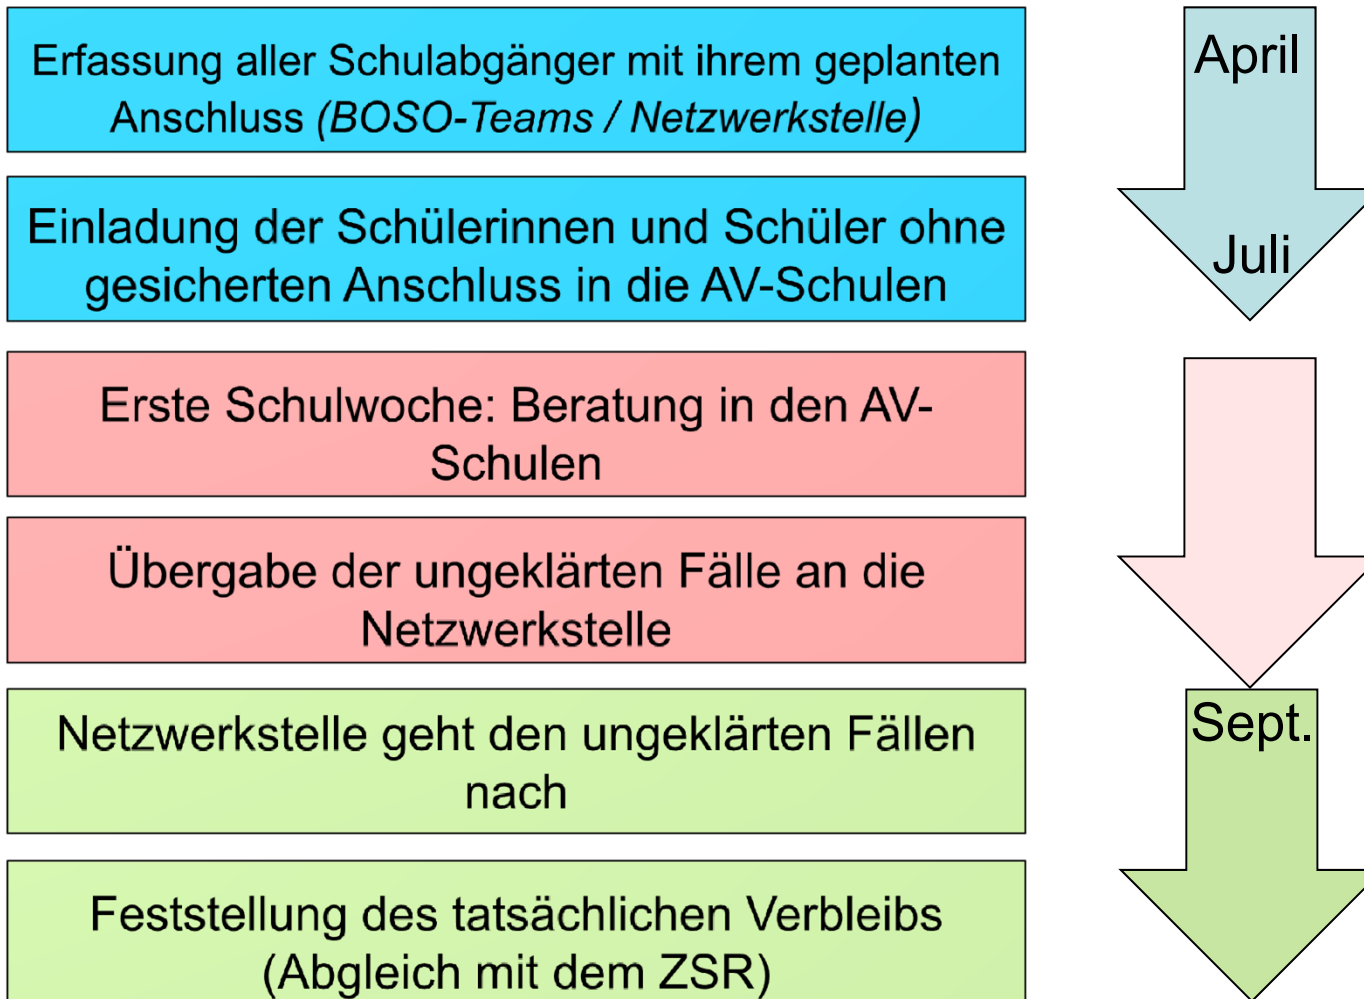 Erfassung aller Schulabgänger mit ihrem geplanten
Anschluss (BOSO-Teams / Netzwerkstelle)
April
Einladung der Schülerinnen und Schüler ohne
gesicherten Anschluss in die AV-Schulen
Juli
Erste Schulwoche: Beratung in den AV-
Schulen
Übergabe der ungeklärten Fälle an die
Netzwerkstelle
Netzwerkstelle geht den ungeklärten Fällen
nach
Sept.
Feststellung des tatsächlichen Verbleibs
(Abgleich mit dem ZSR)